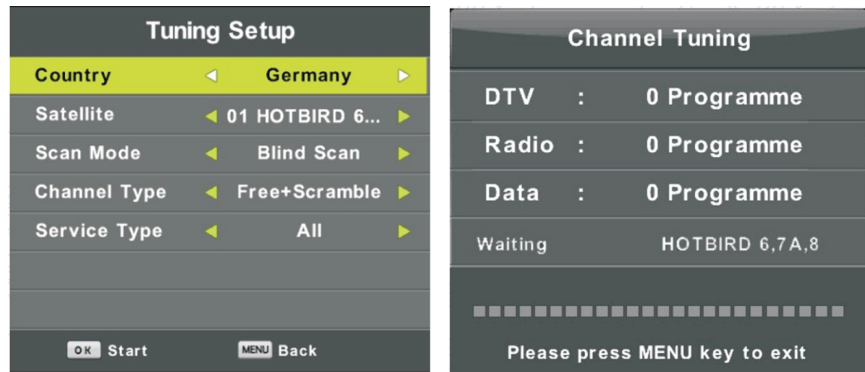 Tuning Setup
Country Germany
Satellite 01 HOTBIRD 6...
Scan Mode Blind Scan
Channel Type Free+Scramble
Service Type All
OK Start MENU Back
Channel Tuning
DTV : 0 Programme
Radio : 0 Programme
Data : 0 Programme
Waiting HOTBIRD 6,7A,8
Please press MENU key to exit